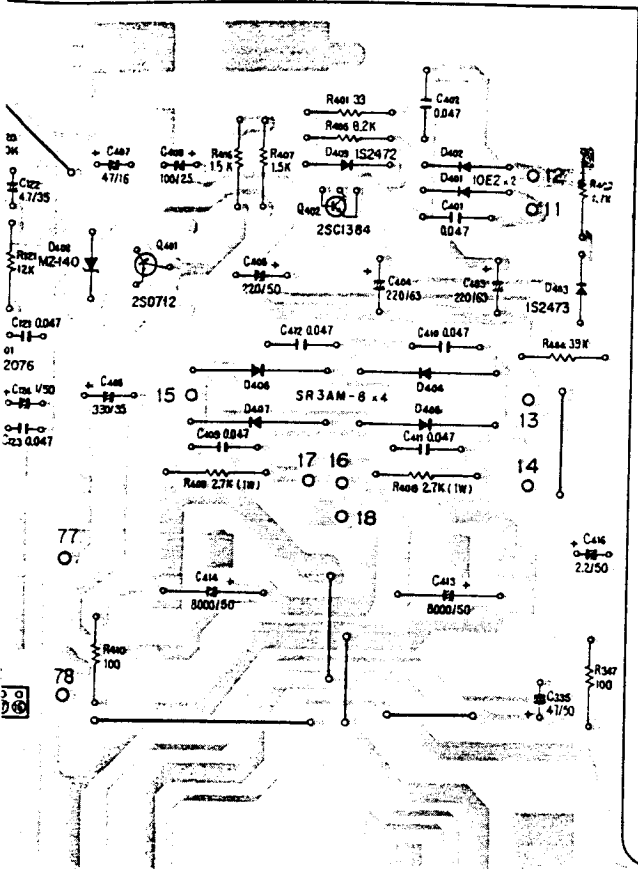 R401 33
C402
0.047
R405 8.2K
+ C407
47/16
C408 +
100/25
R406
1.5K
R407
1.5K
D409 1S2472
D402
D401 10E2 x 2
12
C122
4.7/35
Q402
2SC1384
C401
0.047
11
R121
12K
D408
MZ-140
Q401
2SD712
C406
220/50
+
C404
220/63
+
C403
220/63
D403
1S2473
C121 0.047
C412 0.047
C410 0.047
R404 39K
2076
D406
D404
+ 1/50
+ C405
330/35
15
SR3AM-8 x 4
13
D407
D405
C123 0.047
C409 0.047
C411 0.047
R409 2.7K (1W)
17
16
R408 2.7K (1W)
14
18
77
+ C416
2.2/50
C414 +
8000/50
C413 +
8000/50
R410
100
R347
100
78
C335
47/50
+